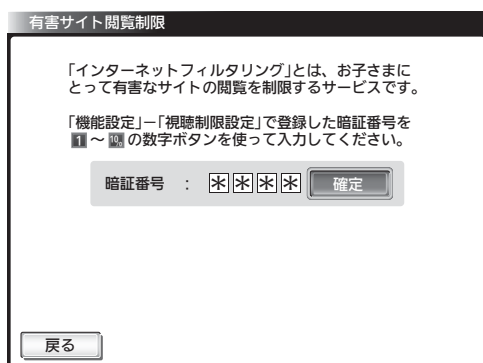 有害サイト閲覧制限
「インターネットフィルタリング」とは、お子さまに
とって有害なサイトの閲覧を制限するサービスです。
「機能設定」－「視聴制限設定」で登録した暗証番号を
1 ～ 10 の数字ボタンを使って入力してください。
暗証番号 : ＊＊＊＊ 確定
戻る